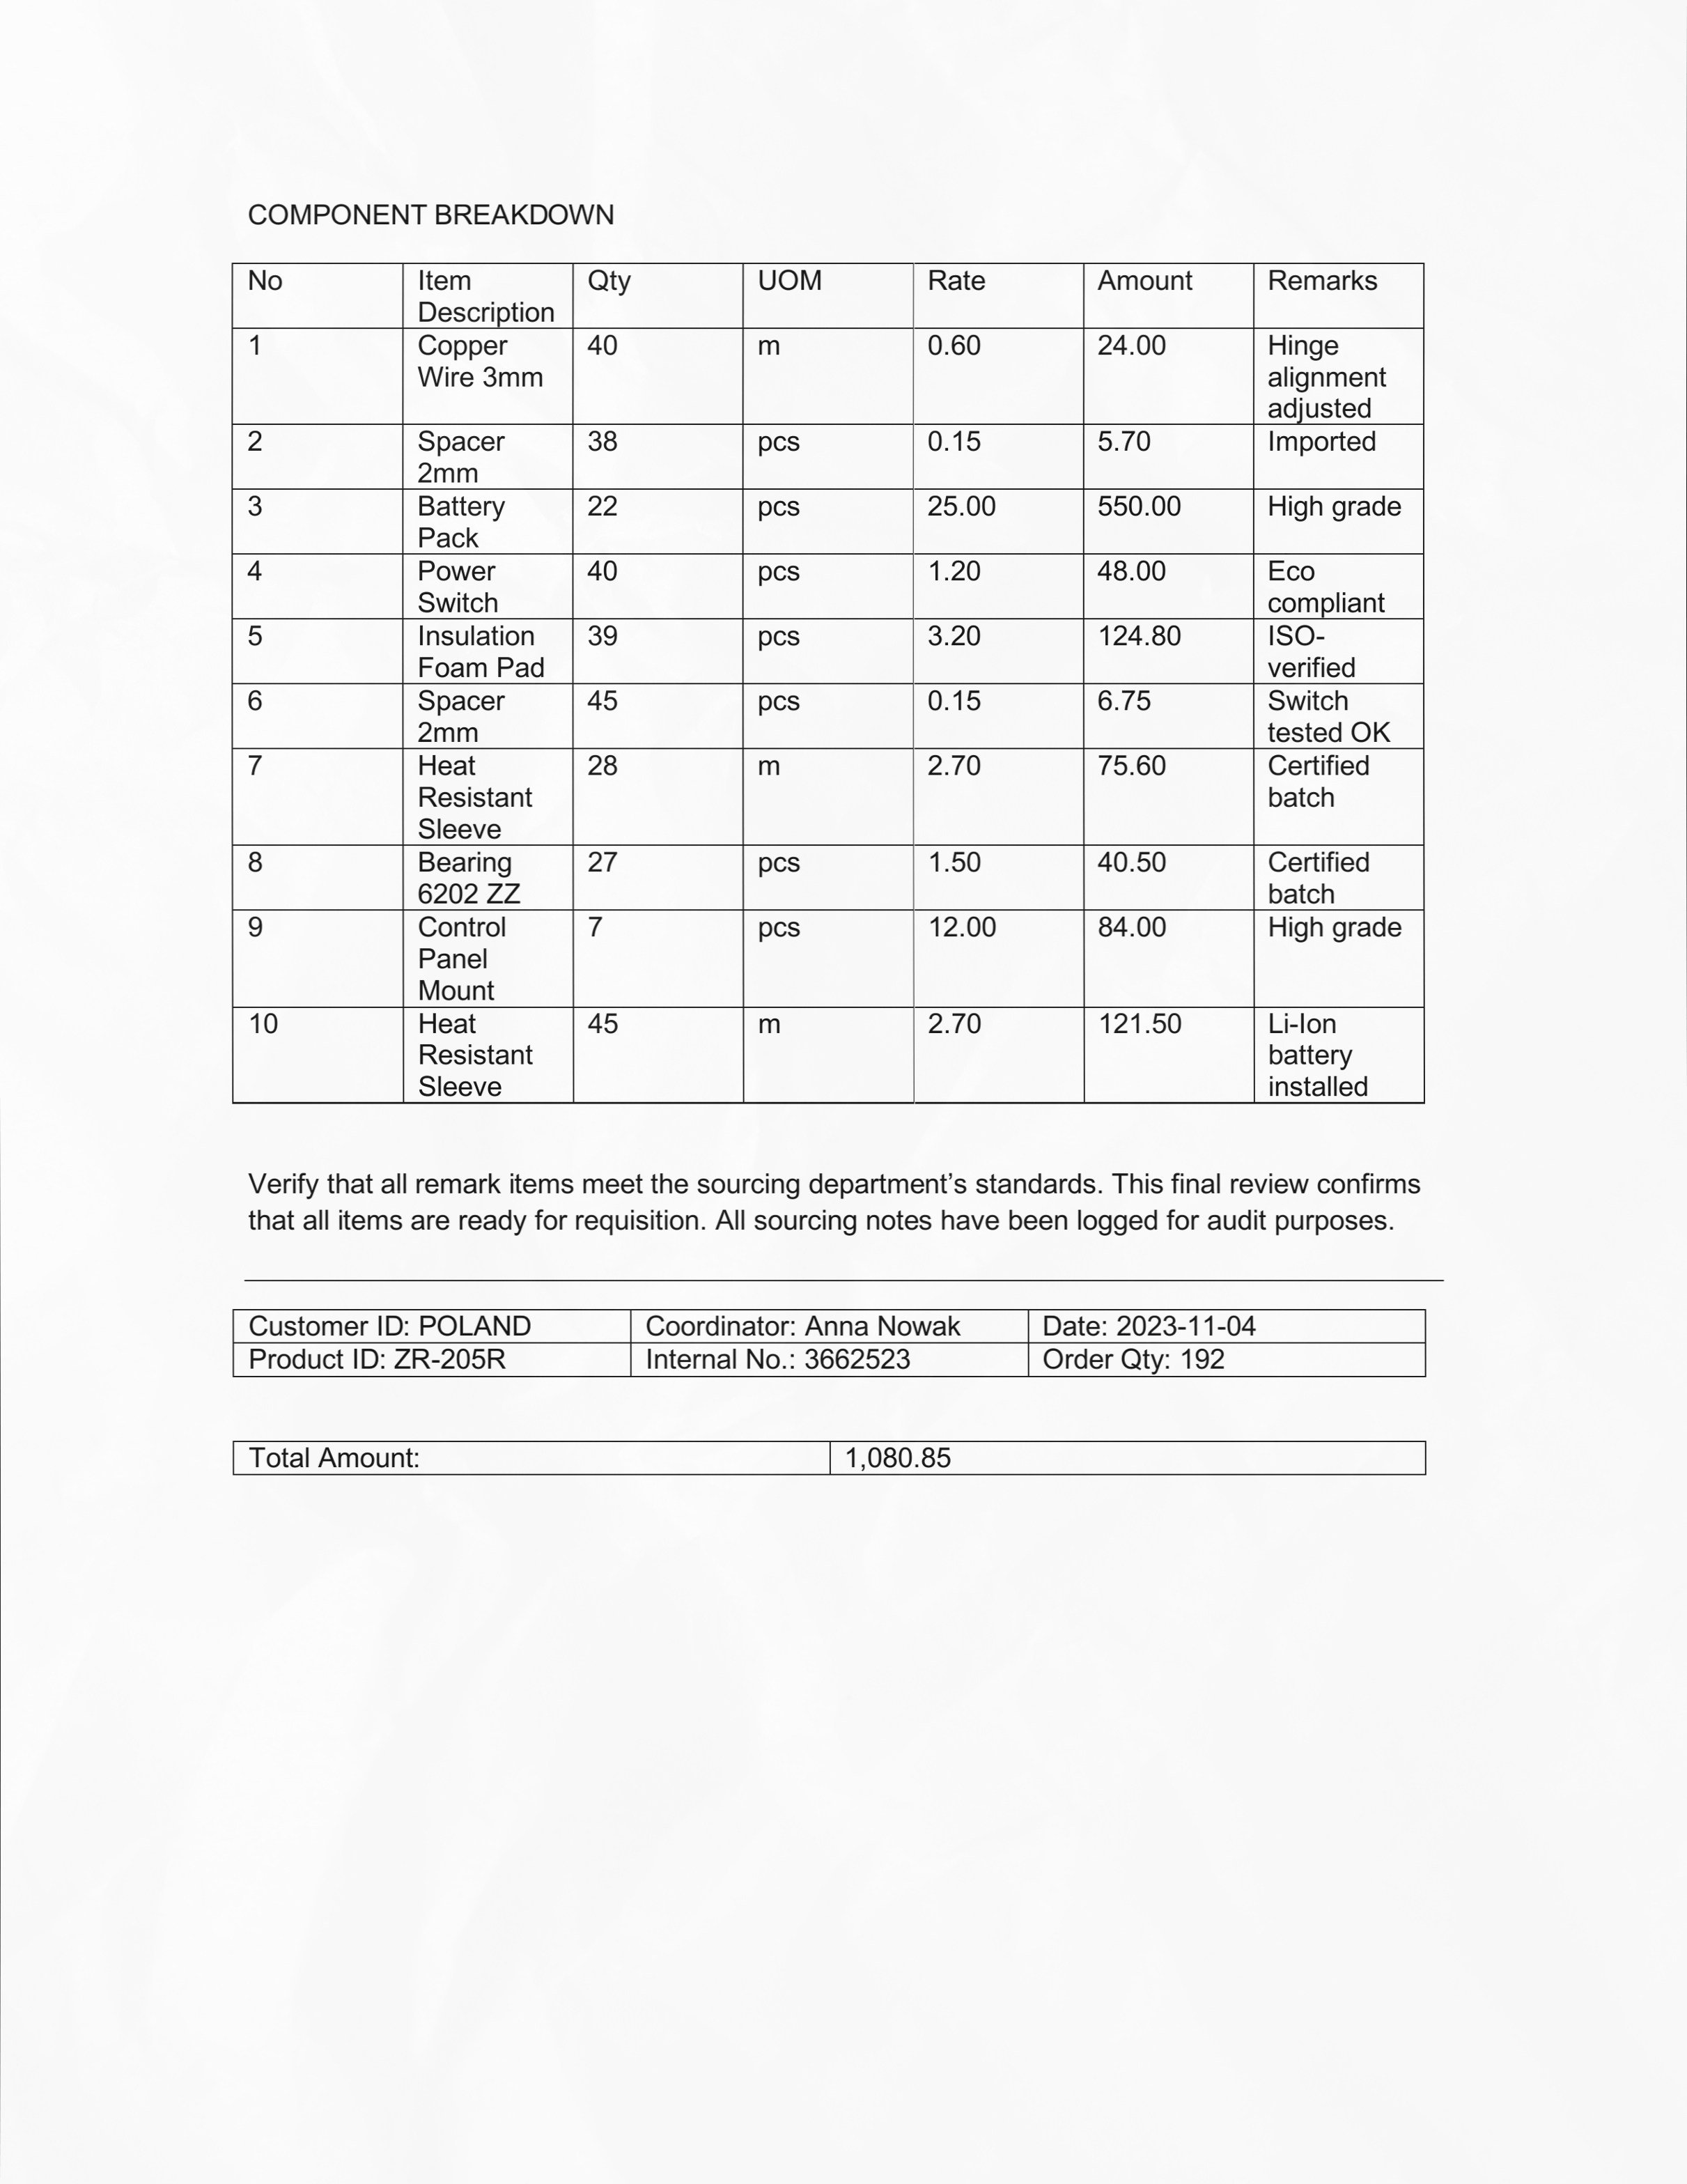 COMPONENT BREAKDOWN
No Item Description Qty UOM Rate Amount Remarks
1 Copper Wire 3mm 40 m 0.60 24.00 Hinge alignment adjusted
2 Spacer 2mm 38 pcs 0.15 5.70 Imported
3 Battery Pack 22 pcs 25.00 550.00 High grade
4 Power Switch 40 pcs 1.20 48.00 Eco compliant
5 Insulation Foam Pad 39 pcs 3.20 124.80 ISO-verified
6 Spacer 2mm 45 pcs 0.15 6.75 Switch tested OK
7 Heat Resistant Sleeve 28 m 2.70 75.60 Certified batch
8 Bearing 6202 ZZ 27 pcs 1.50 40.50 Certified batch
9 Control Panel Mount 7 pcs 12.00 84.00 High grade
10 Heat Resistant Sleeve 45 m 2.70 121.50 Li-Ion battery installed
Verify that all remark items meet the sourcing department’s standards. This final review confirms
that all items are ready for requisition. All sourcing notes have been logged for audit purposes.
Customer ID: POLAND Coordinator: Anna Nowak Date: 2023-11-04
Product ID: ZR-205R Internal No.: 3662523 Order Qty: 192
Total Amount: 1,080.85